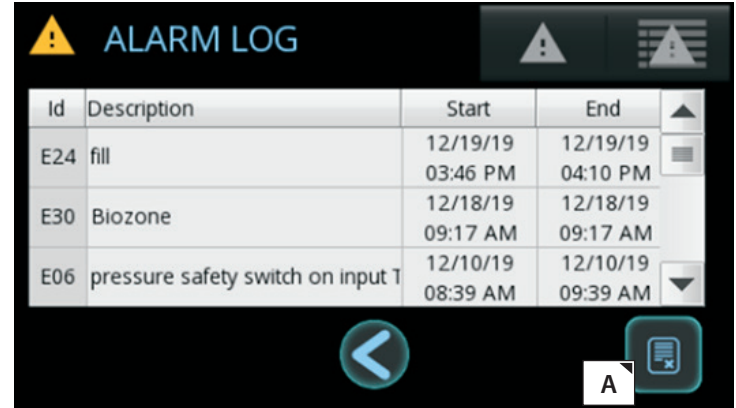 ALARM LOG
Id Description Start End
E24 fill 12/19/19 03:46 PM 12/19/19 04:10 PM
E30 Biozone 12/18/19 09:17 AM 12/18/19 09:17 AM
E06 pressure safety switch on input T 12/10/19 08:39 AM 12/10/19 09:39 AM
A